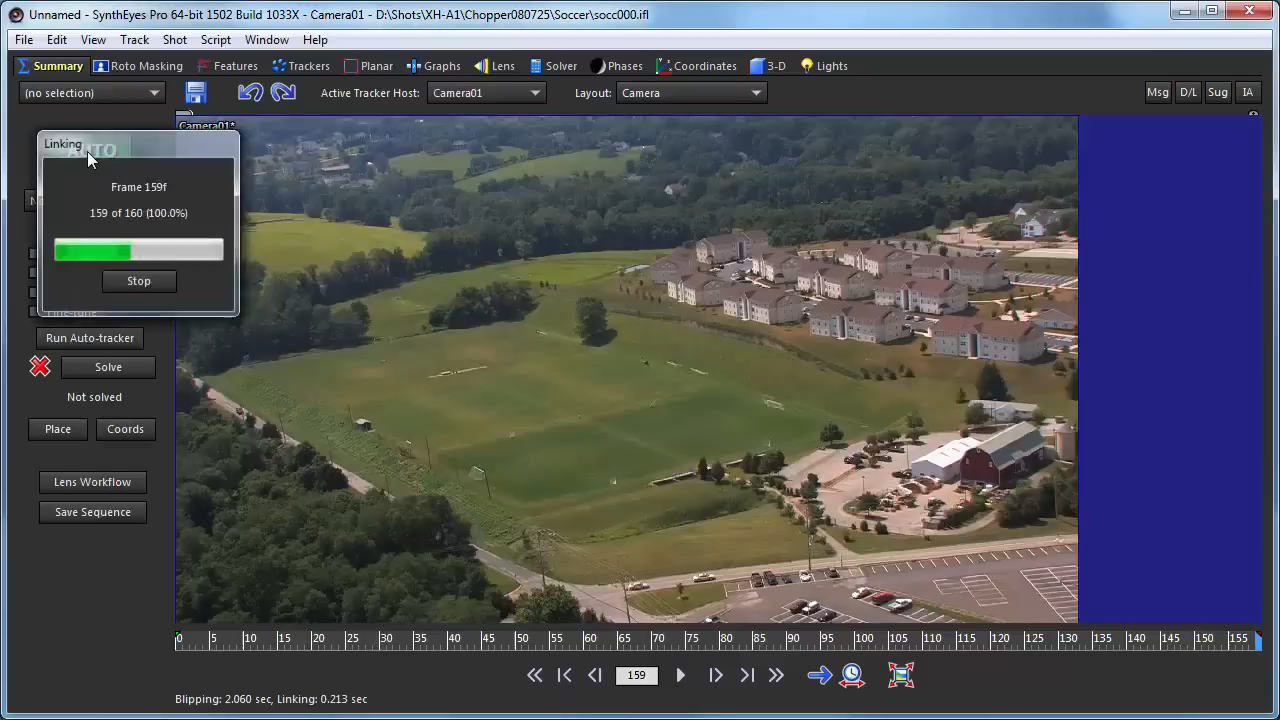 Unnamed - SynthEyes Pro 64-bit 1502 Build 1033X - Camera01 - D:\Shots\XH-A1\Chopper080725\Soccer\socc000.ifl
File Edit View Track Shot Script Window Help
Summary Roto Masking Features Trackers Planar Graphs Lens Solver Phases Coordinates 3-D Lights
(no selection) Active Tracker Host: Camera01 Layout: Camera Msg D/L Sug IA
Camera01*
Linking
AUTO
Frame 159f
159 of 160 (100.0%)
Stop
Run Auto-tracker
Solve
Not solved
Place Coords
Lens Workflow
Save Sequence
0 5 10 15 20 25 30 35 40 45 50 55 60 65 70 75 80 85 90 95 100 105 110 115 120 125 130 135 140 145 150 155
159
Blipping: 2.060 sec, Linking: 0.213 sec